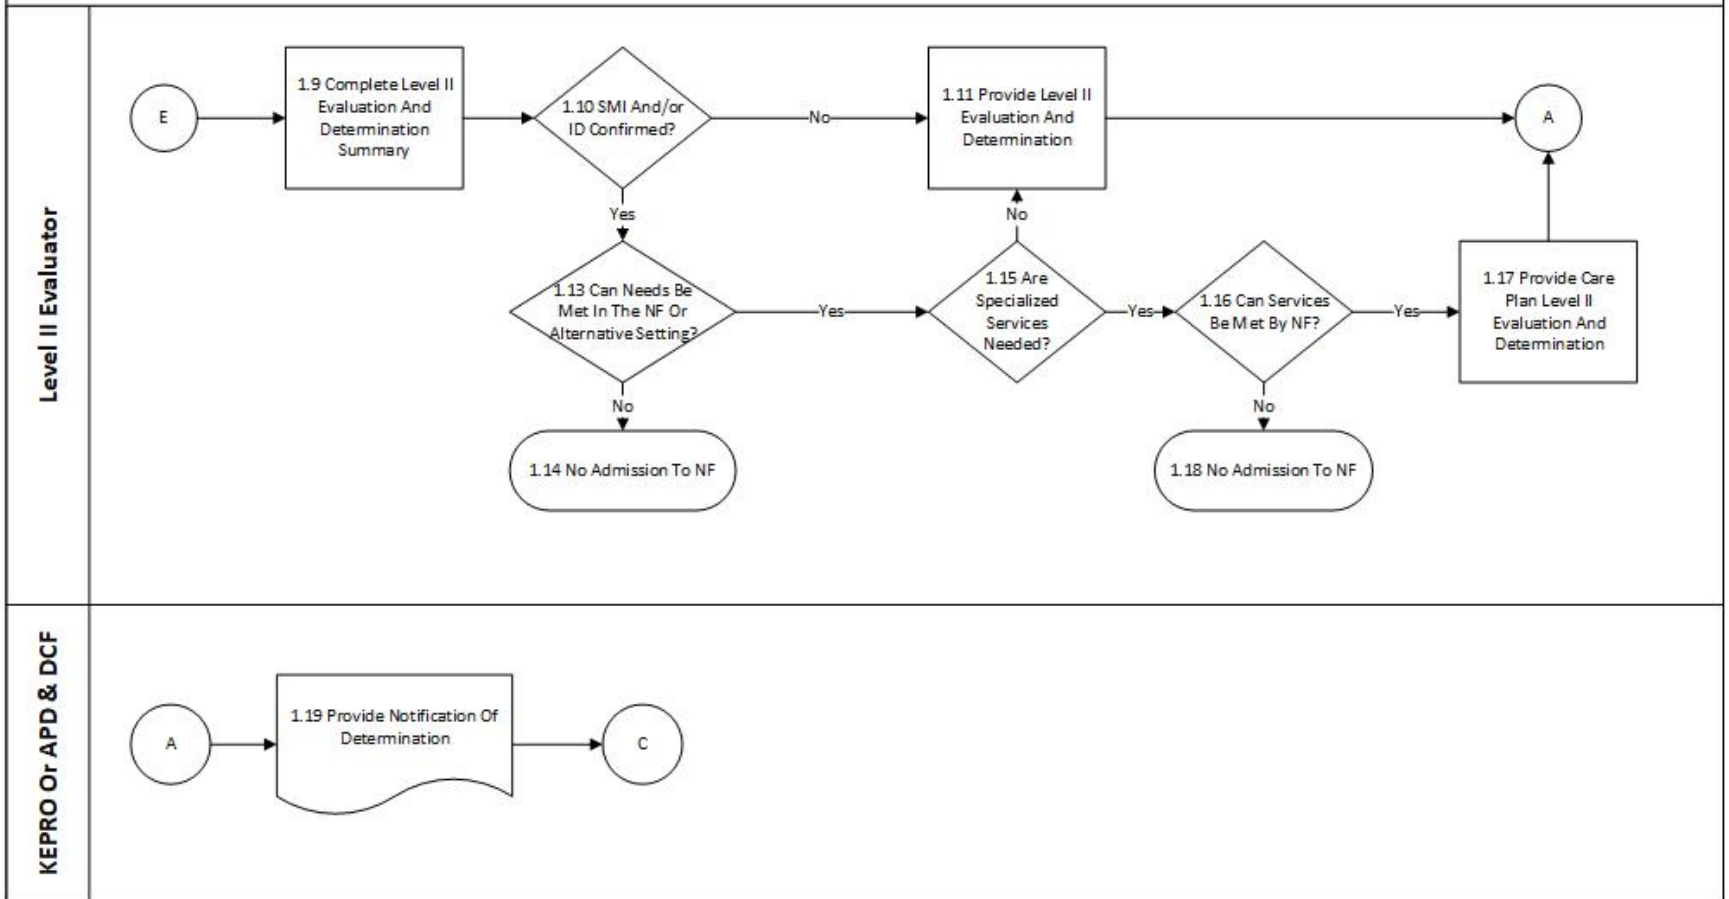 Level II Evaluator
E
1.9 Complete Level II
Evaluation And
Determination
Summary
1.10 SMI And/or
ID Confirmed?
No
1.11 Provide Level II
Evaluation And
Determination
A
Yes
No
1.13 Can Needs Be
Met In The NF Or
Alternative Setting?
Yes
1.15 Are
Specialized
Services
Needed?
Yes
1.16 Can Services
Be Met By NF?
Yes
1.17 Provide Care
Plan Level II
Evaluation And
Determination
No
No
1.14 No Admission To NF
1.18 No Admission To NF
KEPRO Or APD & DCF
A
1.19 Provide Notification Of
Determination
C